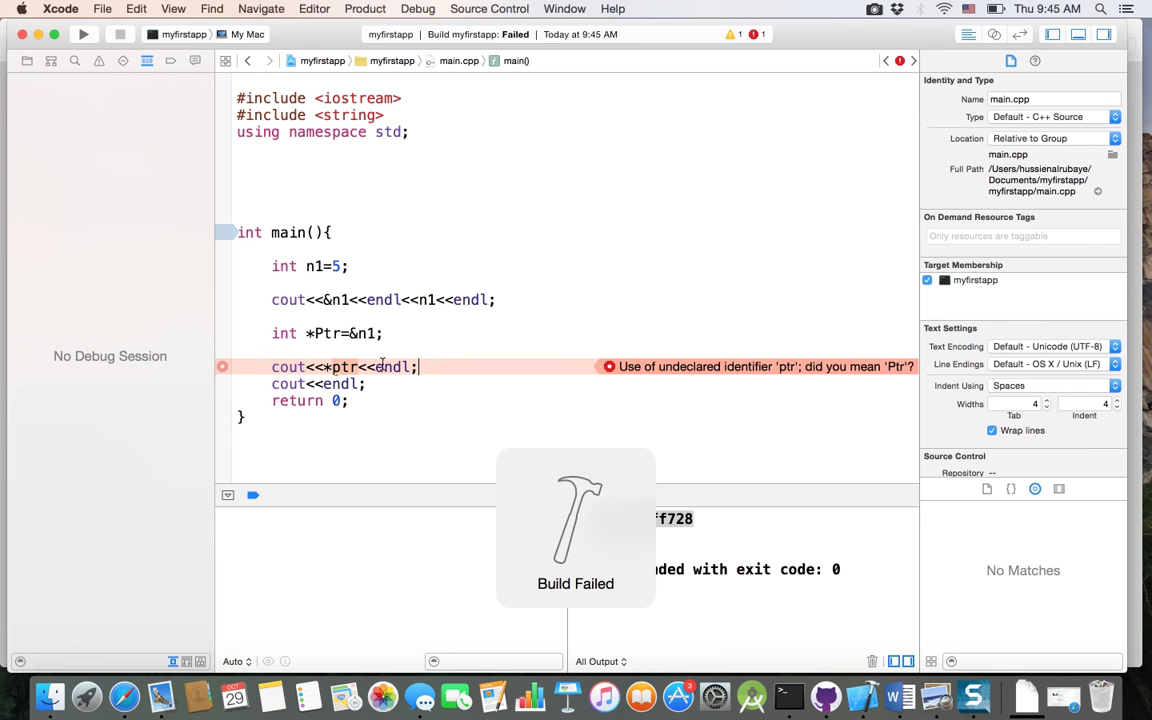 Xcode File Edit View Find Navigate Editor Product Debug Source Control Window Help Thu 9:45 AM
myfirstapp My Mac myfirstapp | Build myfirstapp: Failed | Today at 9:45 AM 1 1
myfirstapp myfirstapp main.cpp main()
#include <iostream>
#include <string>
using namespace std;
int main(){
int n1=5;
cout<<&n1<<endl<<n1<<endl;
int *Ptr=&n1;
cout<<*ptr<<endl;
Use of undeclared identifier 'ptr'; did you mean 'Ptr'?
cout<<endl;
return 0;
}
No Debug Session
Build Failed
ff728
nded with exit code: 0
Auto
All Output
Identity and Type
Name main.cpp
Type Default - C++ Source
Location Relative to Group
main.cpp
Full Path /Users/hussienalrubaye/
Documents/myfirstapp/
myfirstapp/main.cpp
On Demand Resource Tags
Only resources are taggable
Target Membership
myfirstapp
Text Settings
Text Encoding Default - Unicode (UTF-8)
Line Endings Default - OS X / Unix (LF)
Indent Using Spaces
Widths 4 4
Tab Indent
Wrap lines
Source Control
Repository --
No Matches
OCT
29
3